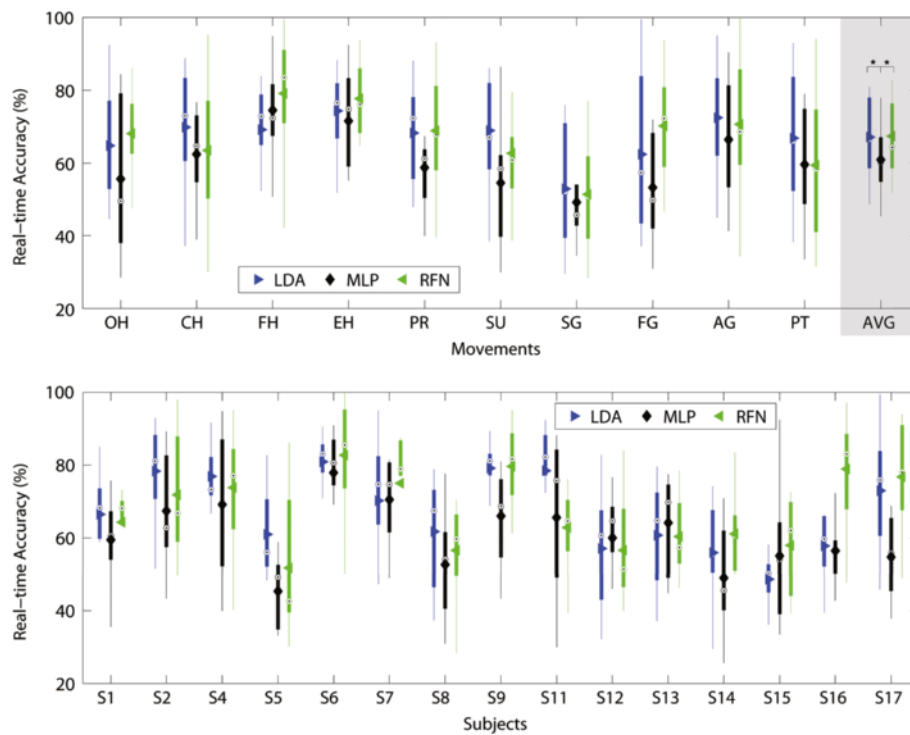 100
80
60
40
20
Real-time Accuracy (%)
* *
LDA MLP RFN
OH CH FH EH PR SU SG FG AG PT AVG
Movements
100
80
60
40
20
Real-time Accuracy (%)
LDA MLP RFN
S1 S2 S4 S5 S6 S7 S8 S9 S11 S12 S13 S14 S15 S16 S17
Subjects